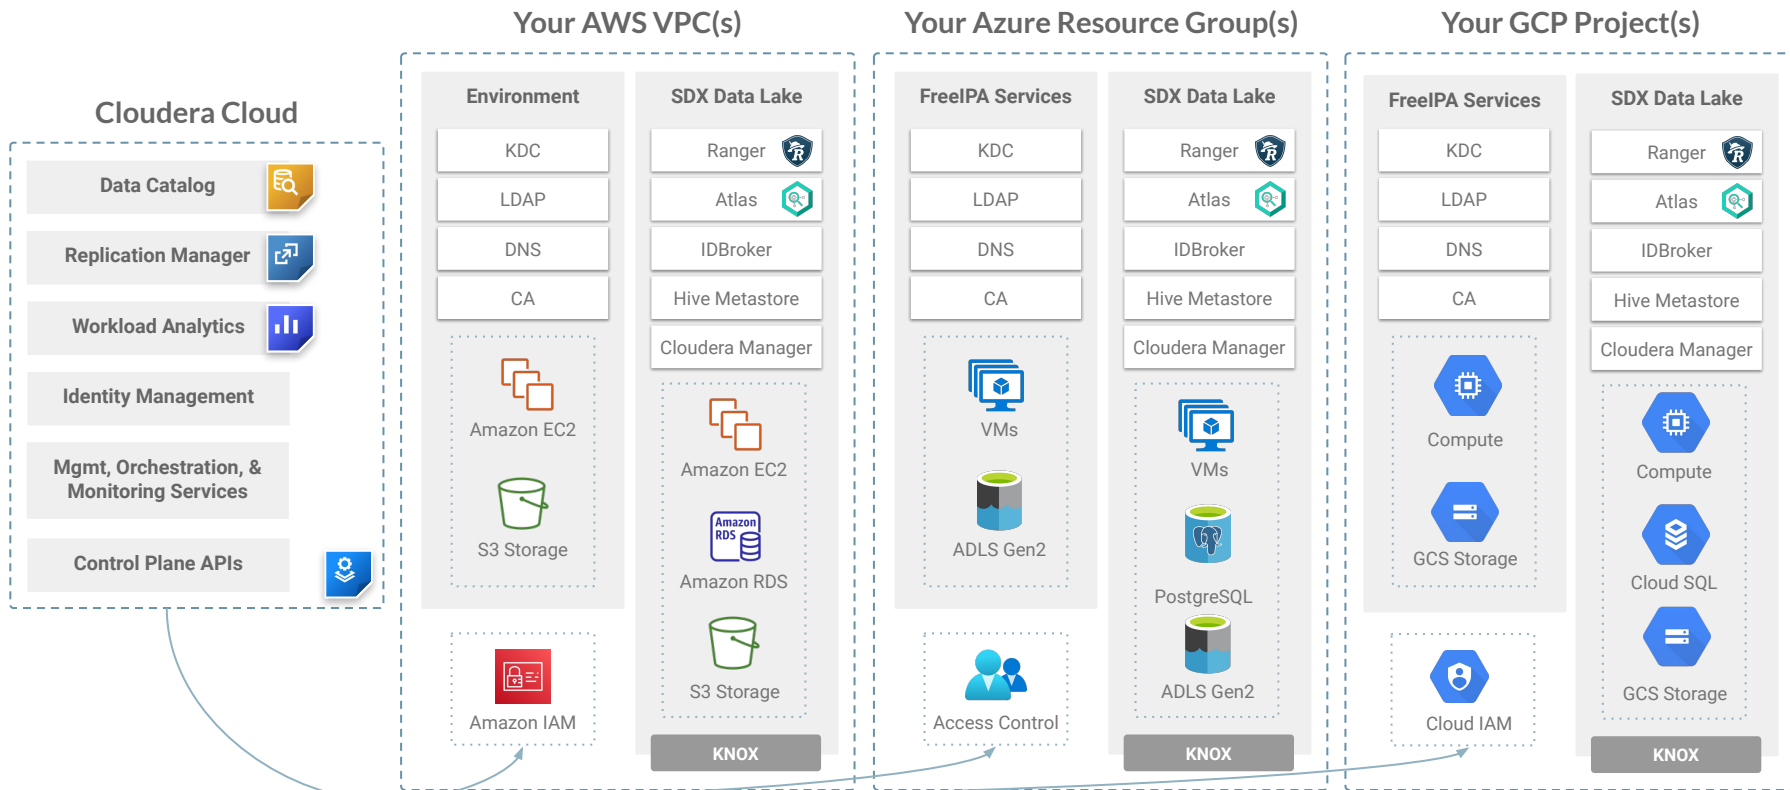 Your AWS VPC(s)
Your Azure Resource Group(s)
Your GCP Project(s)
Cloudera Cloud
Data Catalog
Replication Manager
Workload Analytics
Identity Management
Mgmt, Orchestration, &
Monitoring Services
Control Plane APIs
Environment
KDC
LDAP
DNS
CA
Amazon EC2
S3 Storage
Amazon IAM
SDX Data Lake
Ranger
R
Atlas
IDBroker
Hive Metastore
Cloudera Manager
Amazon EC2
Amazon
RDS
Amazon RDS
S3 Storage
KNOX
FreeIPA Services
KDC
LDAP
DNS
CA
VMs
ADLS Gen2
Access Control
SDX Data Lake
Ranger
R
Atlas
IDBroker
Hive Metastore
Cloudera Manager
VMs
PostgreSQL
ADLS Gen2
KNOX
FreeIPA Services
KDC
LDAP
DNS
CA
Compute
GCS Storage
Cloud IAM
SDX Data Lake
Ranger
R
Atlas
IDBroker
Hive Metastore
Cloudera Manager
Compute
Cloud SQL
GCS Storage
KNOX